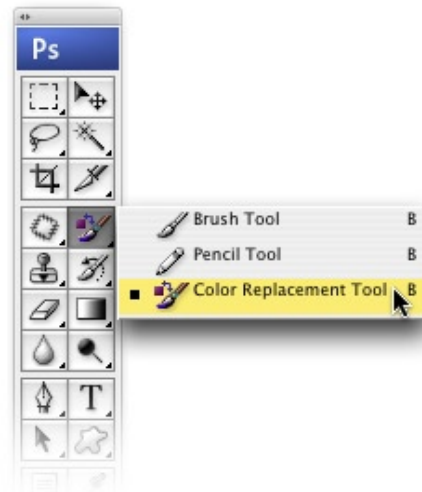 Ps
Brush Tool B
Pencil Tool B
Color Replacement Tool B
T